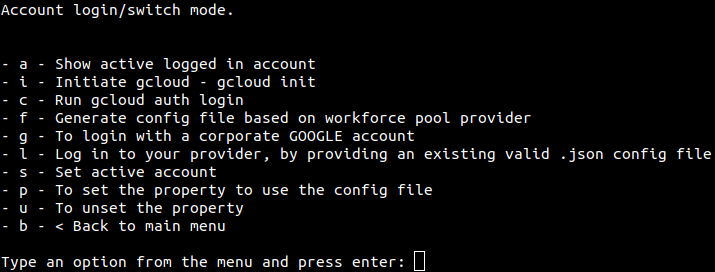 Account login/switch mode.
- a - Show active logged in account
- i - Initiate gcloud - gcloud init
- c - Run gcloud auth login
- f - Generate config file based on workforce pool provider
- g - To login with a corporate GOOGLE account
- l - Log in to your provider, by providing an existing valid .json config file
- s - Set active account
- p - To set the property to use the config file
- u - To unset the property
- b - < Back to main menu
Type an option from the menu and press enter: